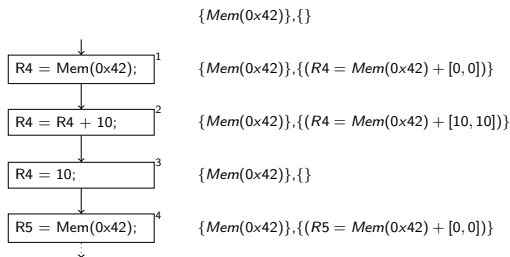 {Mem(0x42)},{}
R4 = Mem(0x42); 1 {Mem(0x42)},{(R4 = Mem(0x42) + [0, 0])}
R4 = R4 + 10; 2 {Mem(0x42)},{(R4 = Mem(0x42) + [10, 10])}
R4 = 10; 3 {Mem(0x42)},{}
R5 = Mem(0x42); 4 {Mem(0x42)},{(R5 = Mem(0x42) + [0, 0])}